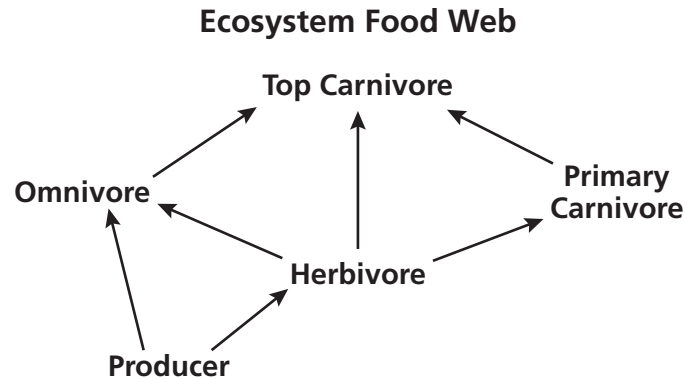 Ecosystem Food Web
Top Carnivore
Omnivore
Primary
Carnivore
Herbivore
Producer